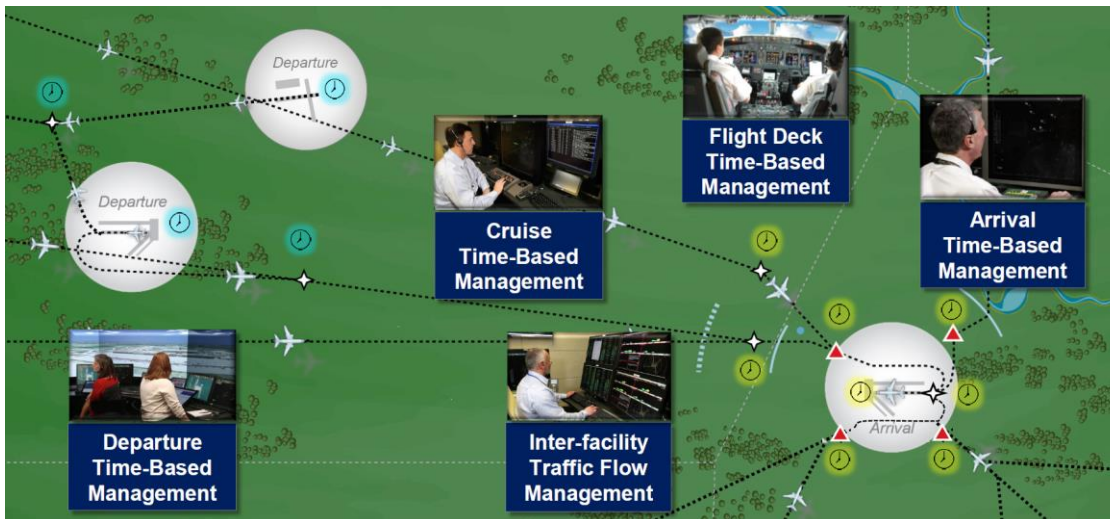 Departure
Departure
Cruise
Time-Based
Management
Flight Deck
Time-Based
Management
Arrival
Time-Based
Management
Departure
Time-Based
Management
Inter-facility
Traffic Flow
Management
Arrival